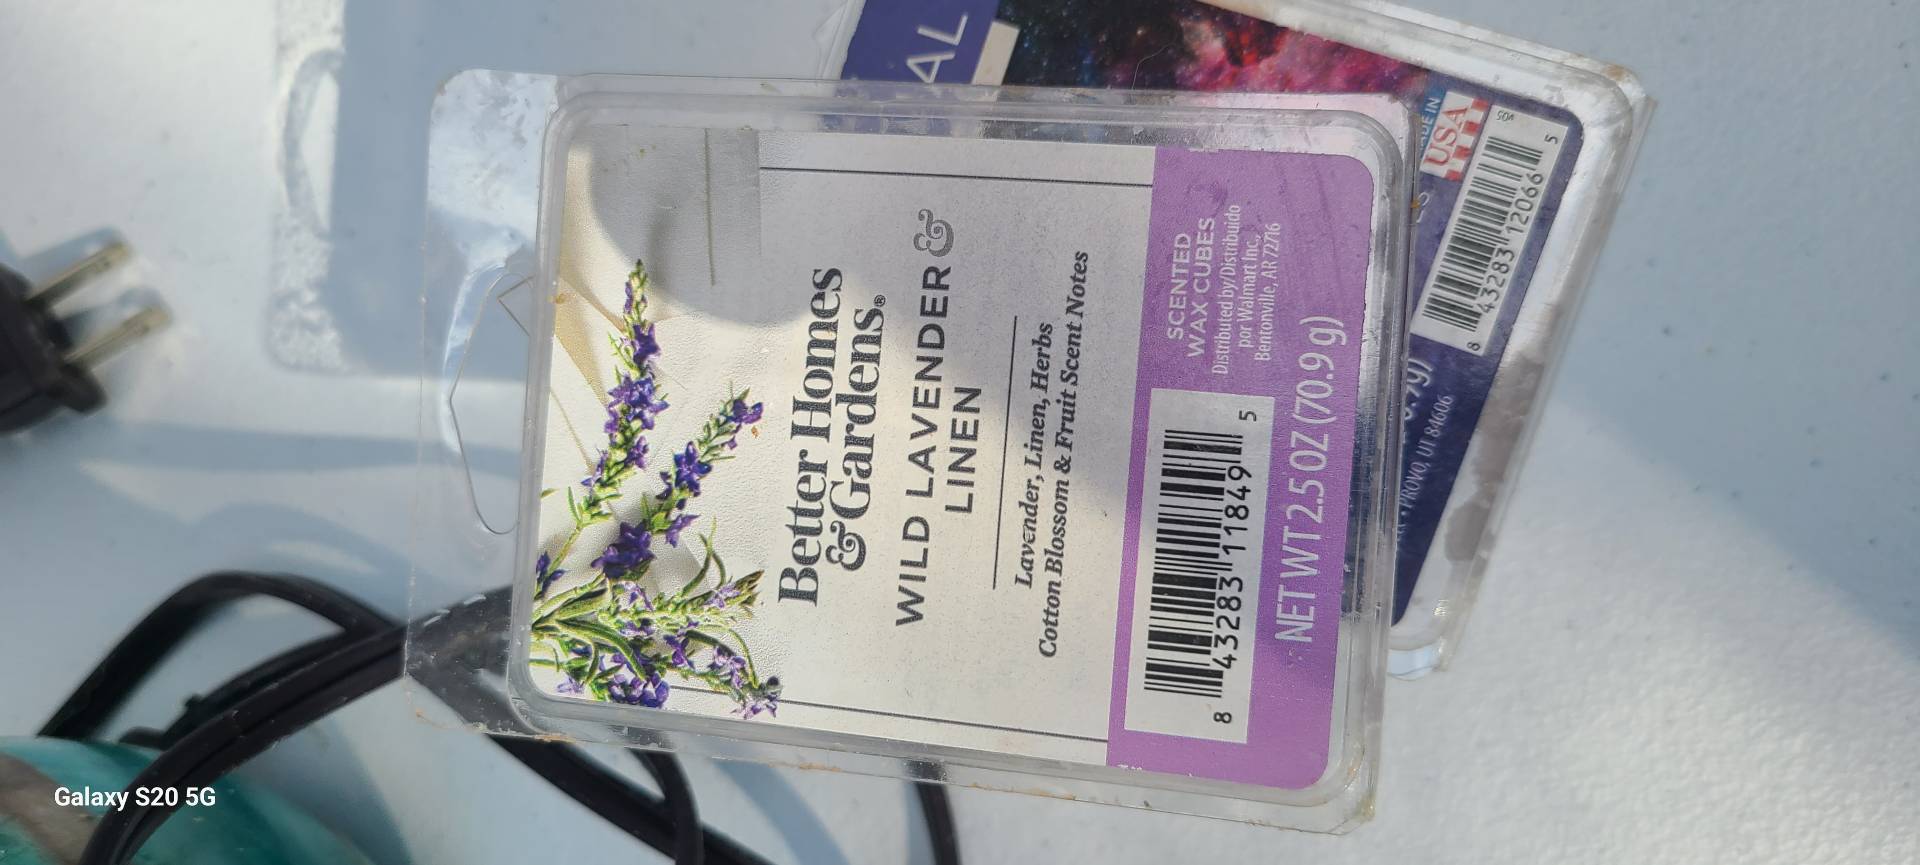 Better Homes
& Gardens®
WILD LAVENDER &
LINEN
Lavender, Linen, Herbs
Cotton Blossom & Fruit Scent Notes
SCENTED
WAX CUBES
Distributed by/Distribuido
por Walmart Inc.,
Bentonville, AR 72716
8 43283 11849 5
NET WT 2.5 OZ (70.9 g)
AL
IN
USA
V05
8 43283 12066 5
• PROVO, UT 84606
Galaxy S20 5G